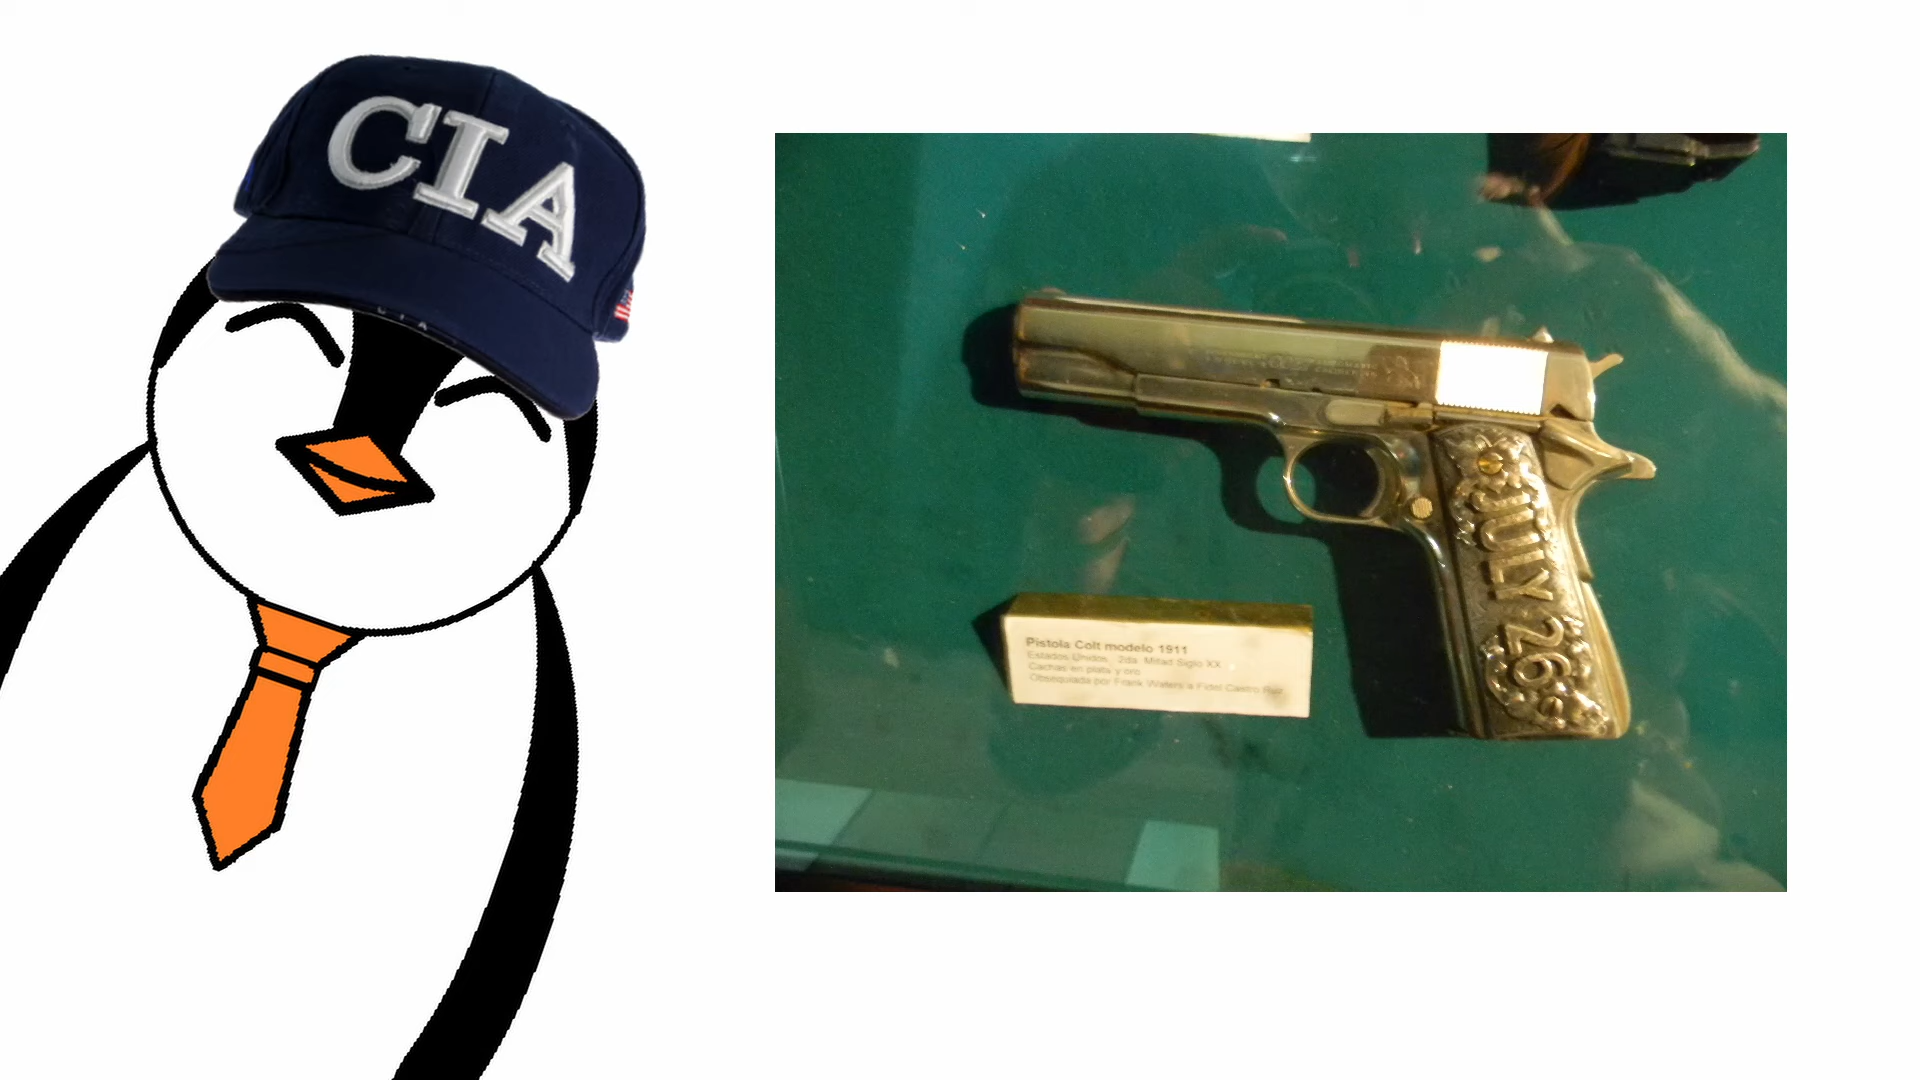 CIA
CIA
JULY 26
Pistola Colt modelo 1911
Estados Unidos, 2da. Mitad Siglo XX
Cachas en plata y oro
Obsequiada por Frank Waters a Fidel Castro Ruz